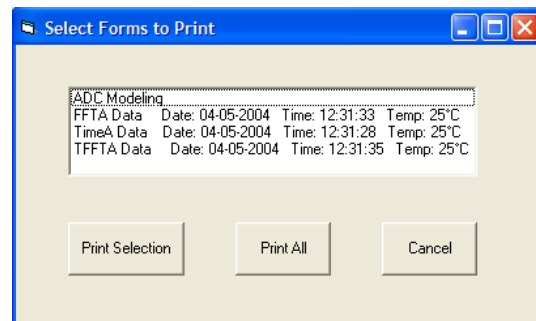 Select Forms to Print
ADC Modeling
FFTA Data Date: 04-05-2004 Time: 12:31:33 Temp: 25°C
TimeA Data Date: 04-05-2004 Time: 12:31:28 Temp: 25°C
TFFTA Data Date: 04-05-2004 Time: 12:31:35 Temp: 25°C
Print Selection Print All Cancel